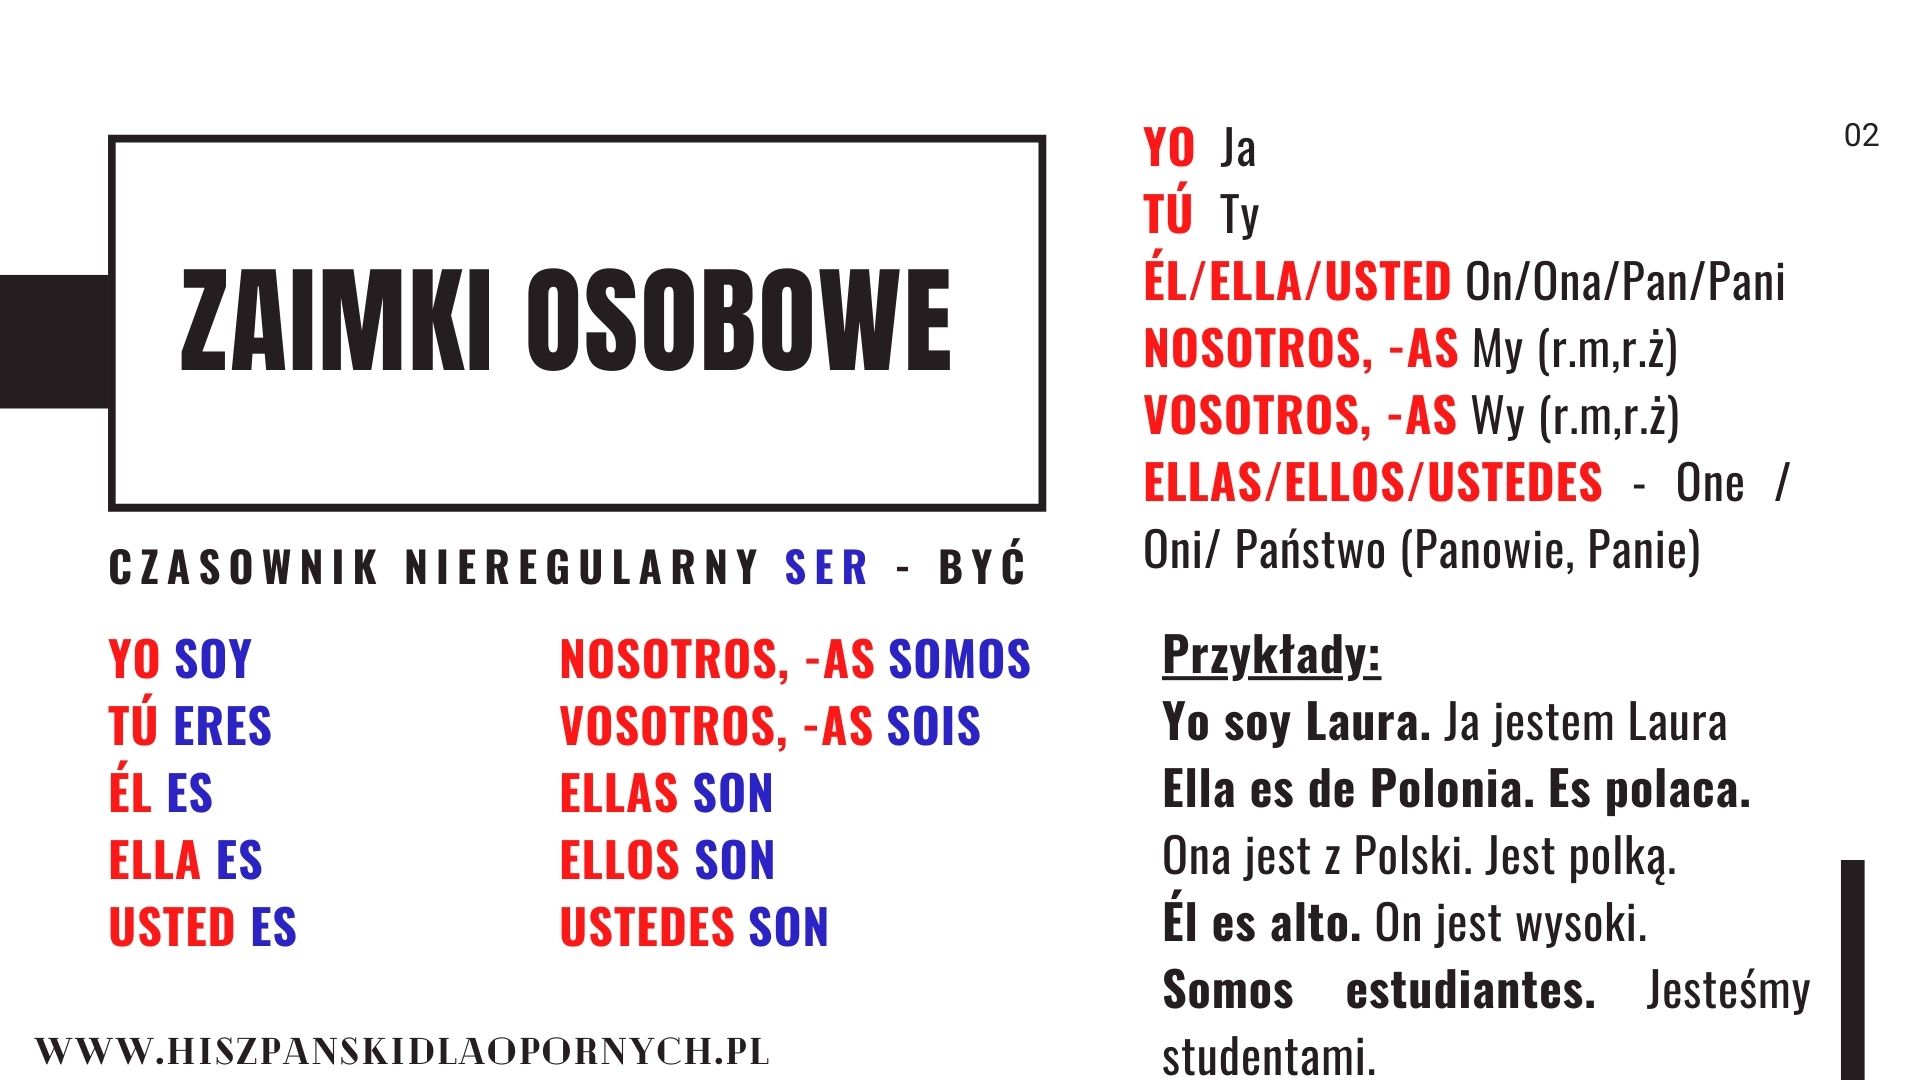 02
ZAIMKI OSOBOWE
CZASOWNIK NIEREGULARNY SER - BYĆ
YO SOY
TÚ ERES
ÉL ES
ELLA ES
USTED ES
NOSOTROS, -AS SOMOS
VOSOTROS, -AS SOIS
ELLAS SON
ELLOS SON
USTEDES SON
YO Ja
TÚ Ty
ÉL/ELLA/USTED On/Ona/Pan/Pani
NOSOTROS, -AS My (r.m,r.ż)
VOSOTROS, -AS Wy (r.m,r.ż)
ELLAS/ELLOS/USTEDES - One /
Oni/ Państwo (Panowie, Panie)
Przykłady:
Yo soy Laura. Ja jestem Laura
Ella es de Polonia. Es polaca.
Ona jest z Polski. Jest polką.
Él es alto. On jest wysoki.
Somos estudiantes. Jesteśmy
studentami.
WWW.HISZPANSKIDLAOPORNYCH.PL